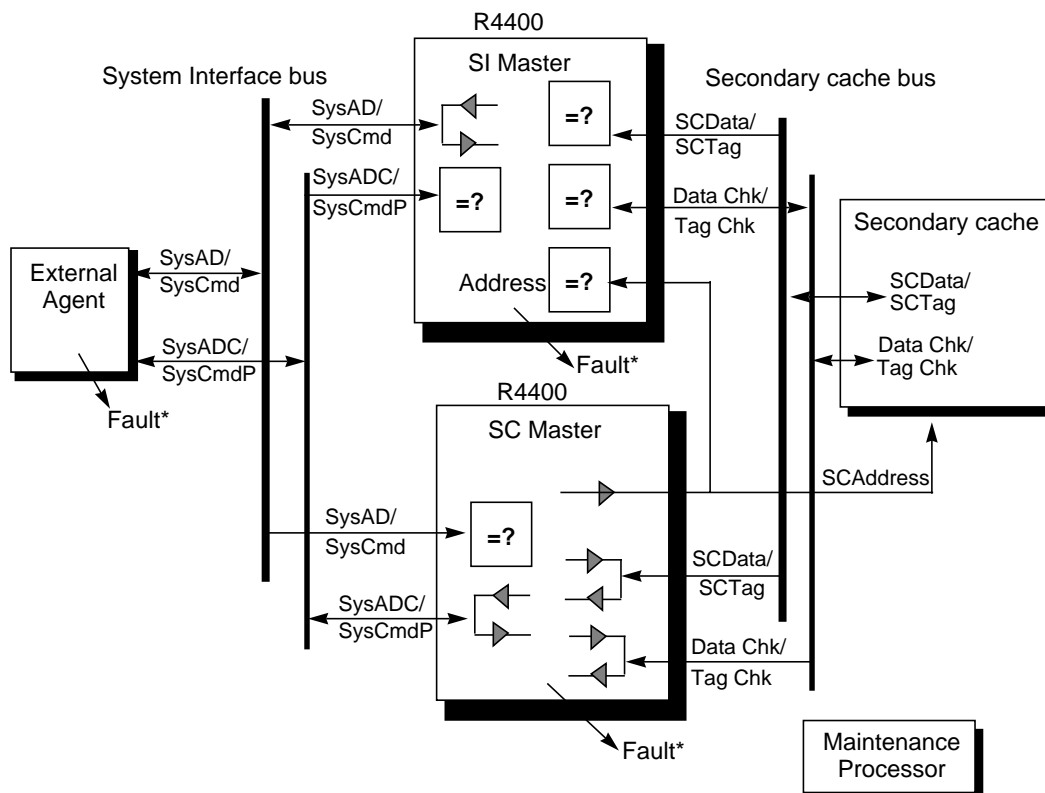 R4400
SI Master
System Interface bus
Secondary cache bus
SysAD/
SysCmd
=?
SCData/
SCTag
SysADC/
SysCmdP
=?
=?
Data Chk/
Tag Chk
Secondary cache
External
Agent
SysAD/
SysCmd
Address
=?
SCData/
SCTag
SysADC/
SysCmdP
Data Chk/
Tag Chk
Fault*
Fault*
R4400
SC Master
SCAddress
SysAD/
SysCmd
=?
SCData/
SCTag
SysADC/
SysCmdP
Data Chk/
Tag Chk
Fault*
Maintenance
Processor